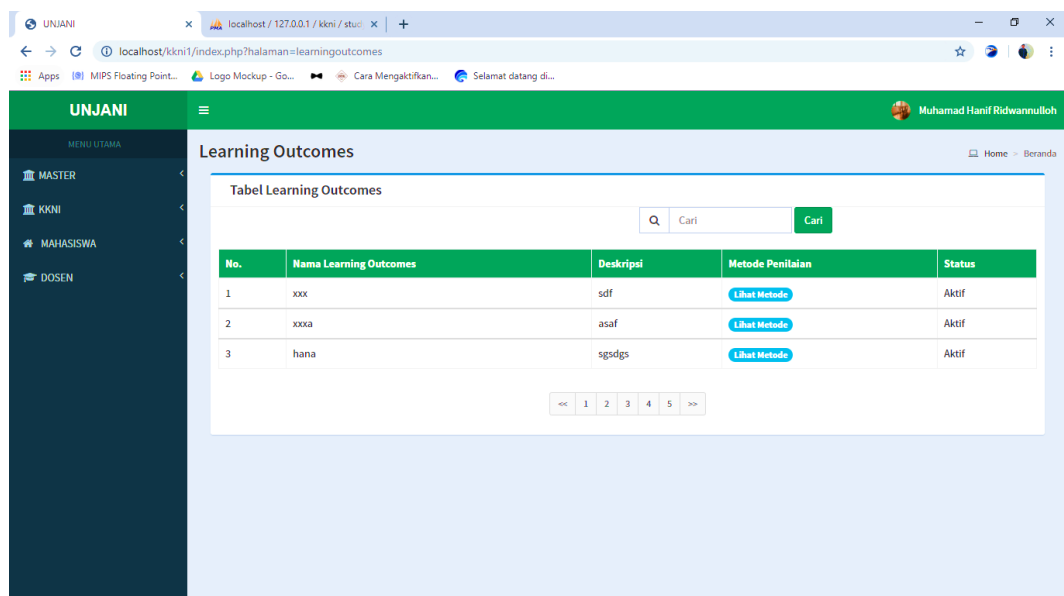 UNJANI
localhost / 127.0.0.1 / kkni / stud
localhost/kkni1/index.php?halaman=learningoutcomes
Apps MIPS Floating Point... Logo Mockup - Go... Cara Mengaktifkan... Selamat datang di...
UNJANI Muhamad Hanif Ridwannulloh
MENU UTAMA
MASTER
KKNI
MAHASISWA
DOSEN
Learning Outcomes
Home > Beranda
Tabel Learning Outcomes
Cari Cari
No. Nama Learning Outcomes Deskripsi Metode Penilaian Status
1 xxx sdf Lihat Metode Aktif
2 xxxa asaf Lihat Metode Aktif
3 hana sgsdgs Lihat Metode Aktif
<< 1 2 3 4 5 >>